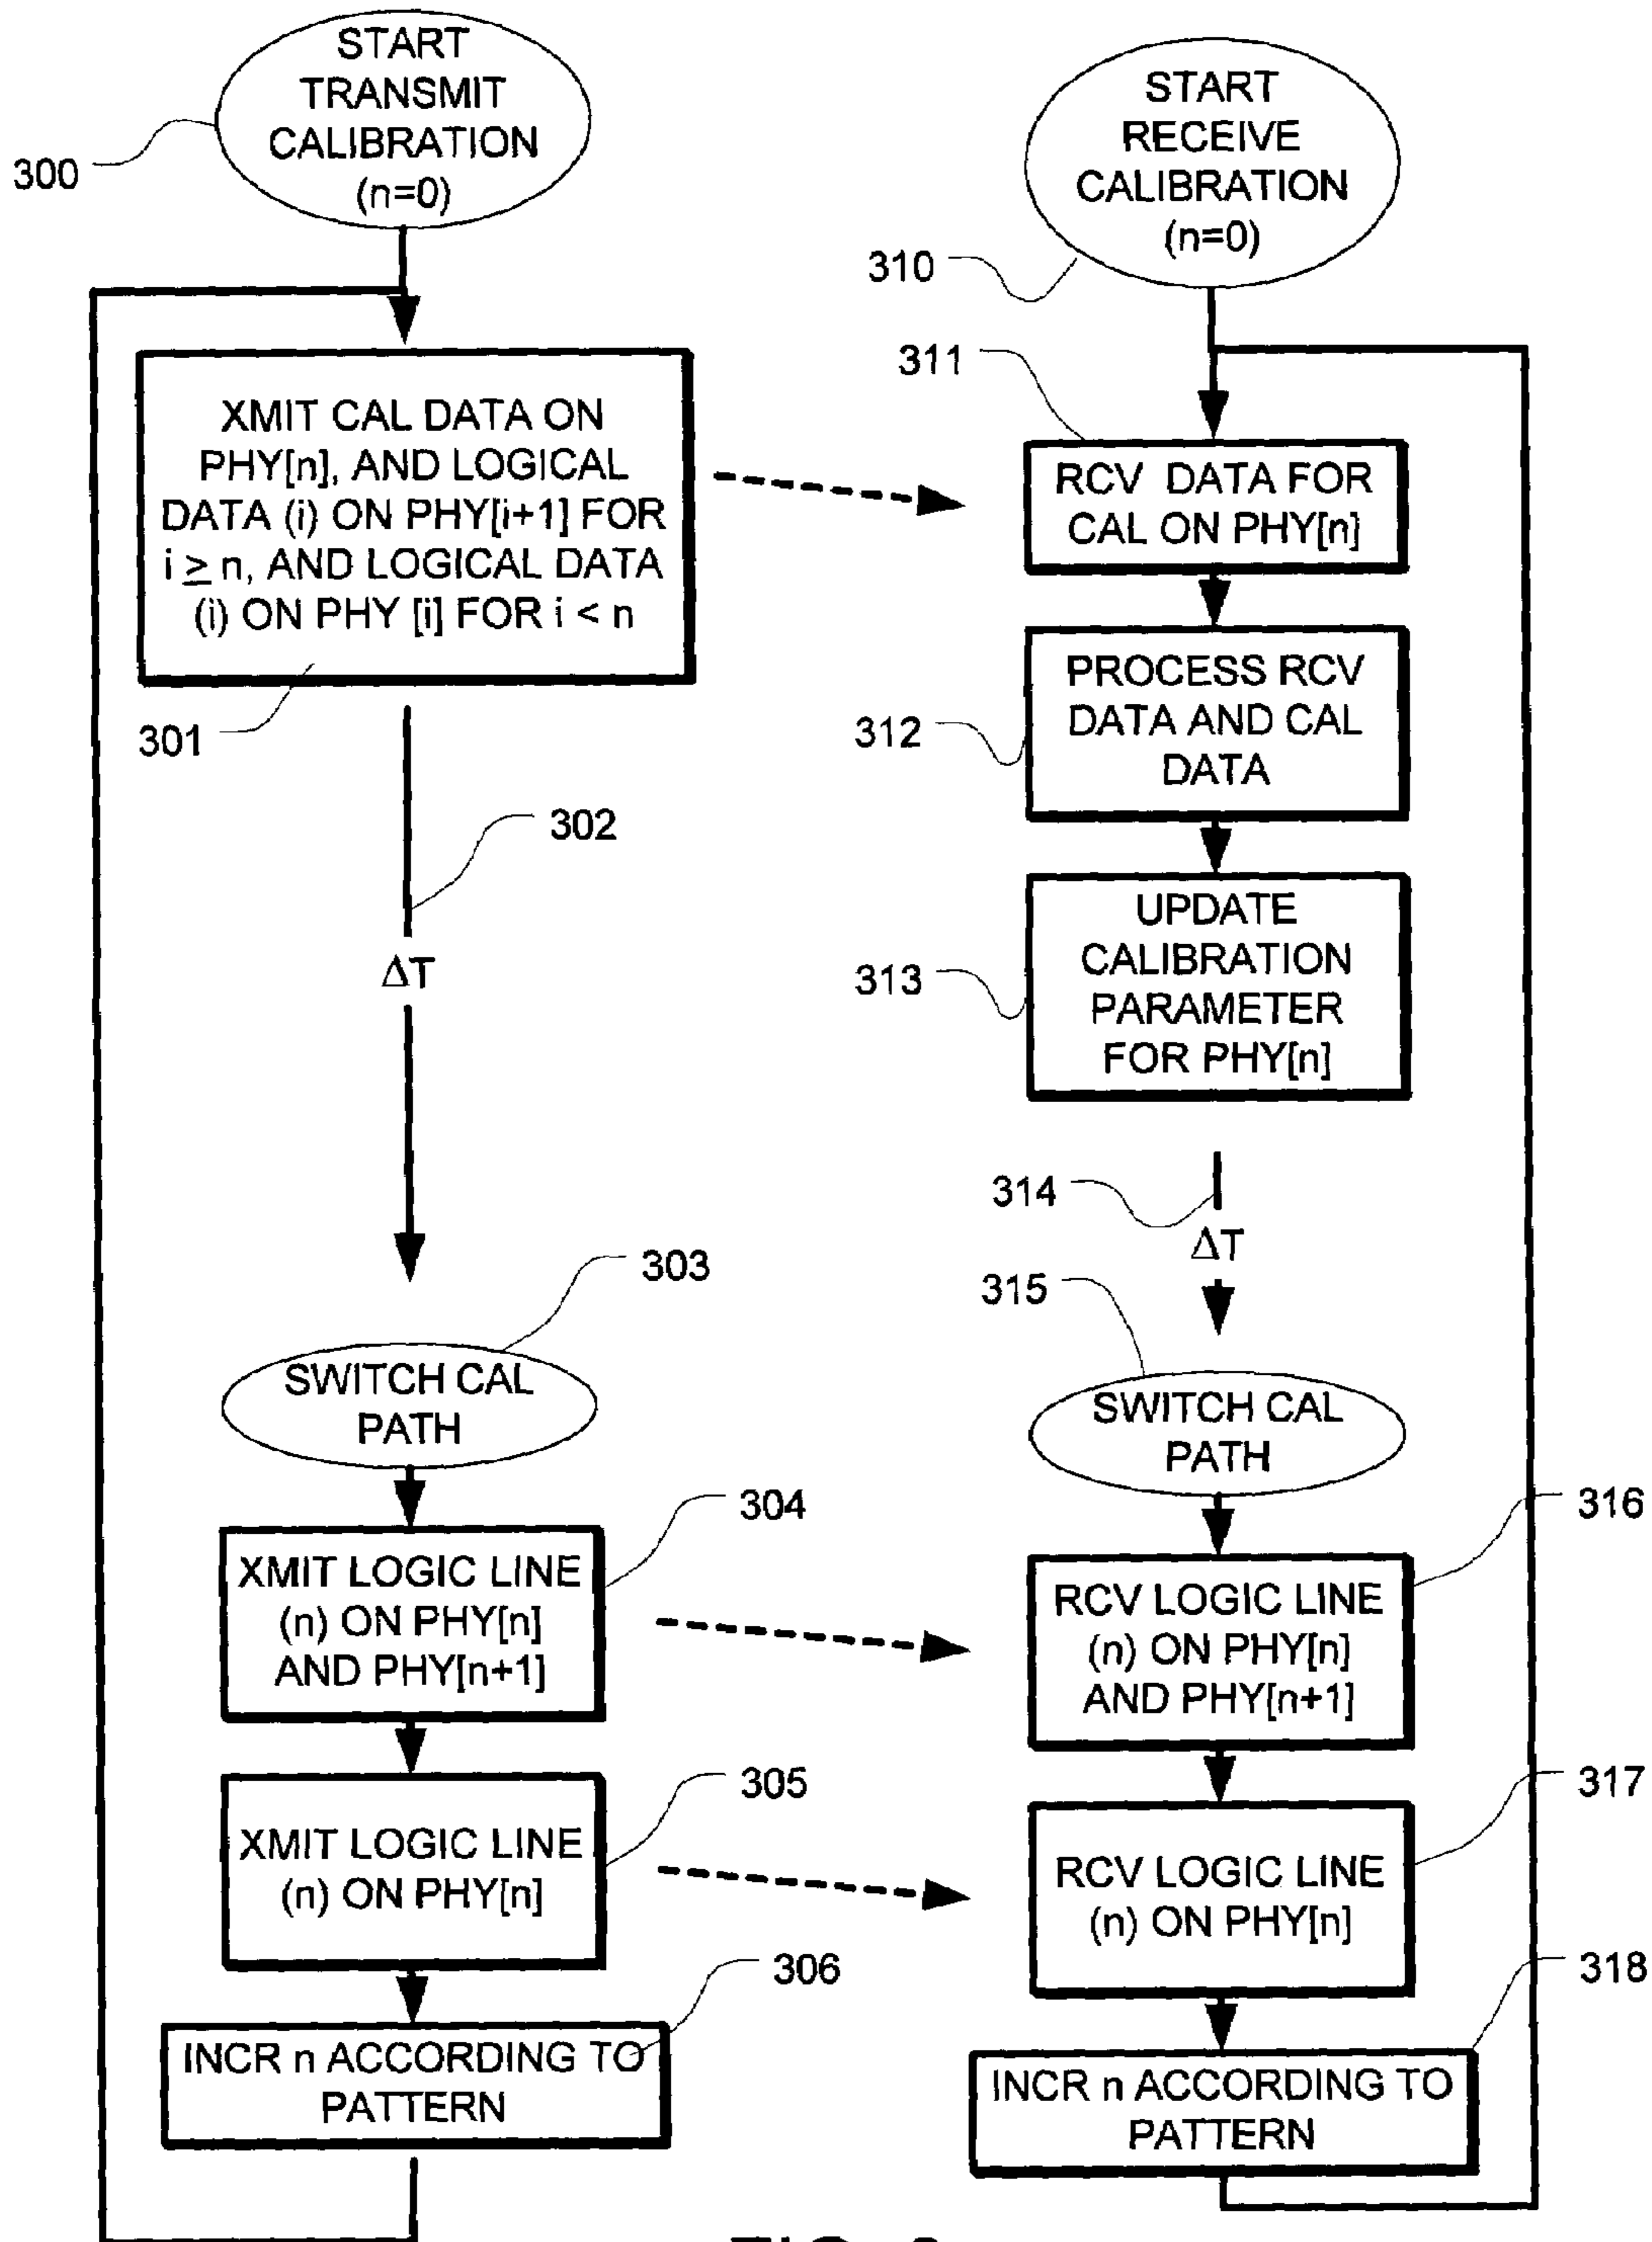 START
TRANSMIT
CALIBRATION
(n=0)
300
XMIT CAL DATA ON
PHY[n], AND LOGICAL
DATA (i) ON PHY[i+1] FOR
i ≥ n, AND LOGICAL DATA
(i) ON PHY [i] FOR i < n
301
302
ΔT
303
SWITCH CAL
PATH
304
XMIT LOGIC LINE
(n) ON PHY[n]
AND PHY[n+1]
305
XMIT LOGIC LINE
(n) ON PHY[n]
306
INCR n ACCORDING TO
PATTERN
START
RECEIVE
CALIBRATION
(n=0)
310
311
RCV DATA FOR
CAL ON PHY[n]
312
PROCESS RCV
DATA AND CAL
DATA
313
UPDATE
CALIBRATION
PARAMETER
FOR PHY[n]
314
ΔT
315
SWITCH CAL
PATH
316
RCV LOGIC LINE
(n) ON PHY[n]
AND PHY[n+1]
317
RCV LOGIC LINE
(n) ON PHY[n]
318
INCR n ACCORDING TO
PATTERN